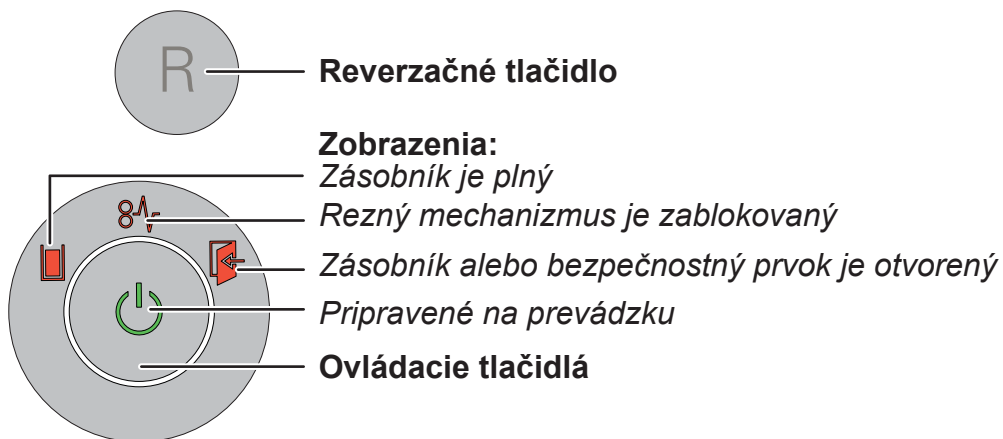 R
Reverzačné tlačidlo
Zobrazenia:
Zásobník je plný
Rezný mechanizmus je zablokovaný
Zásobník alebo bezpečnostný prvok je otvorený
Pripravené na prevádzku
Ovládacie tlačidlá